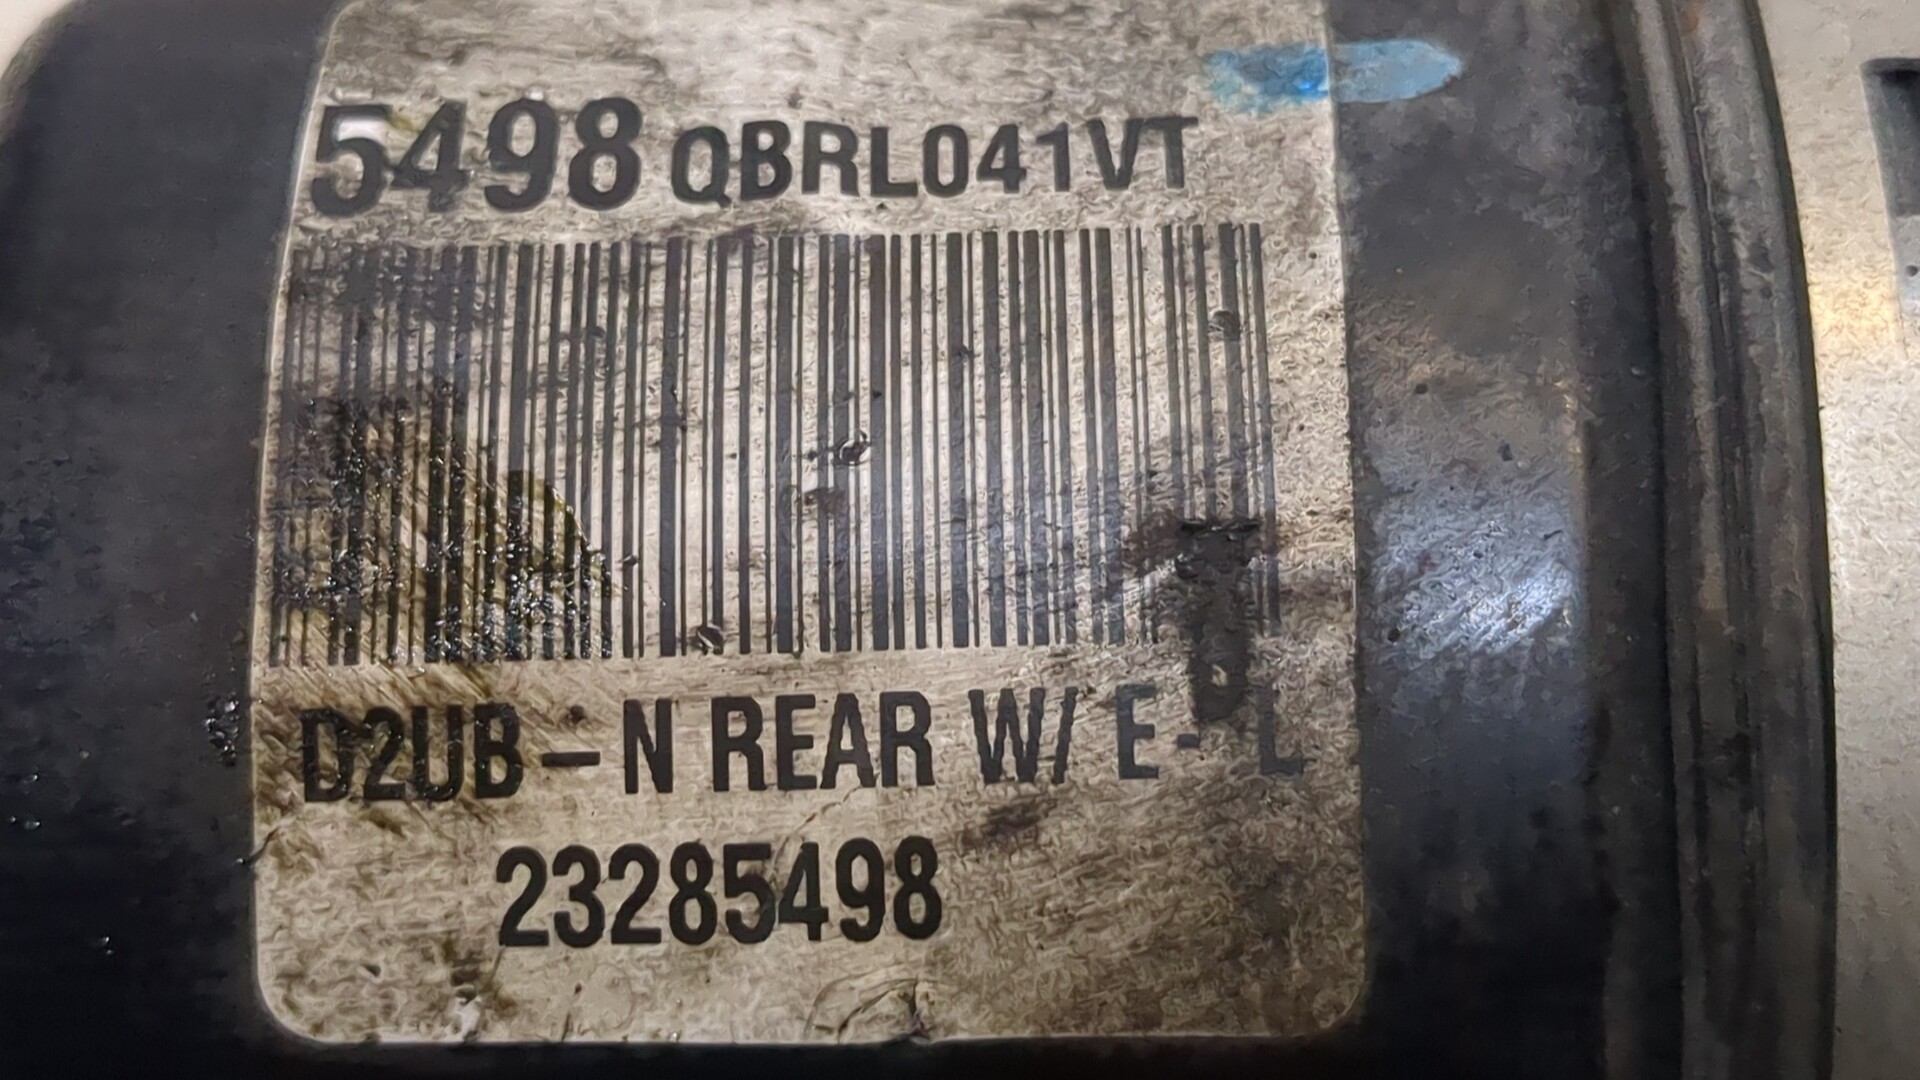 5498 QBRL041VT
D2UB - N REAR W/
23285498